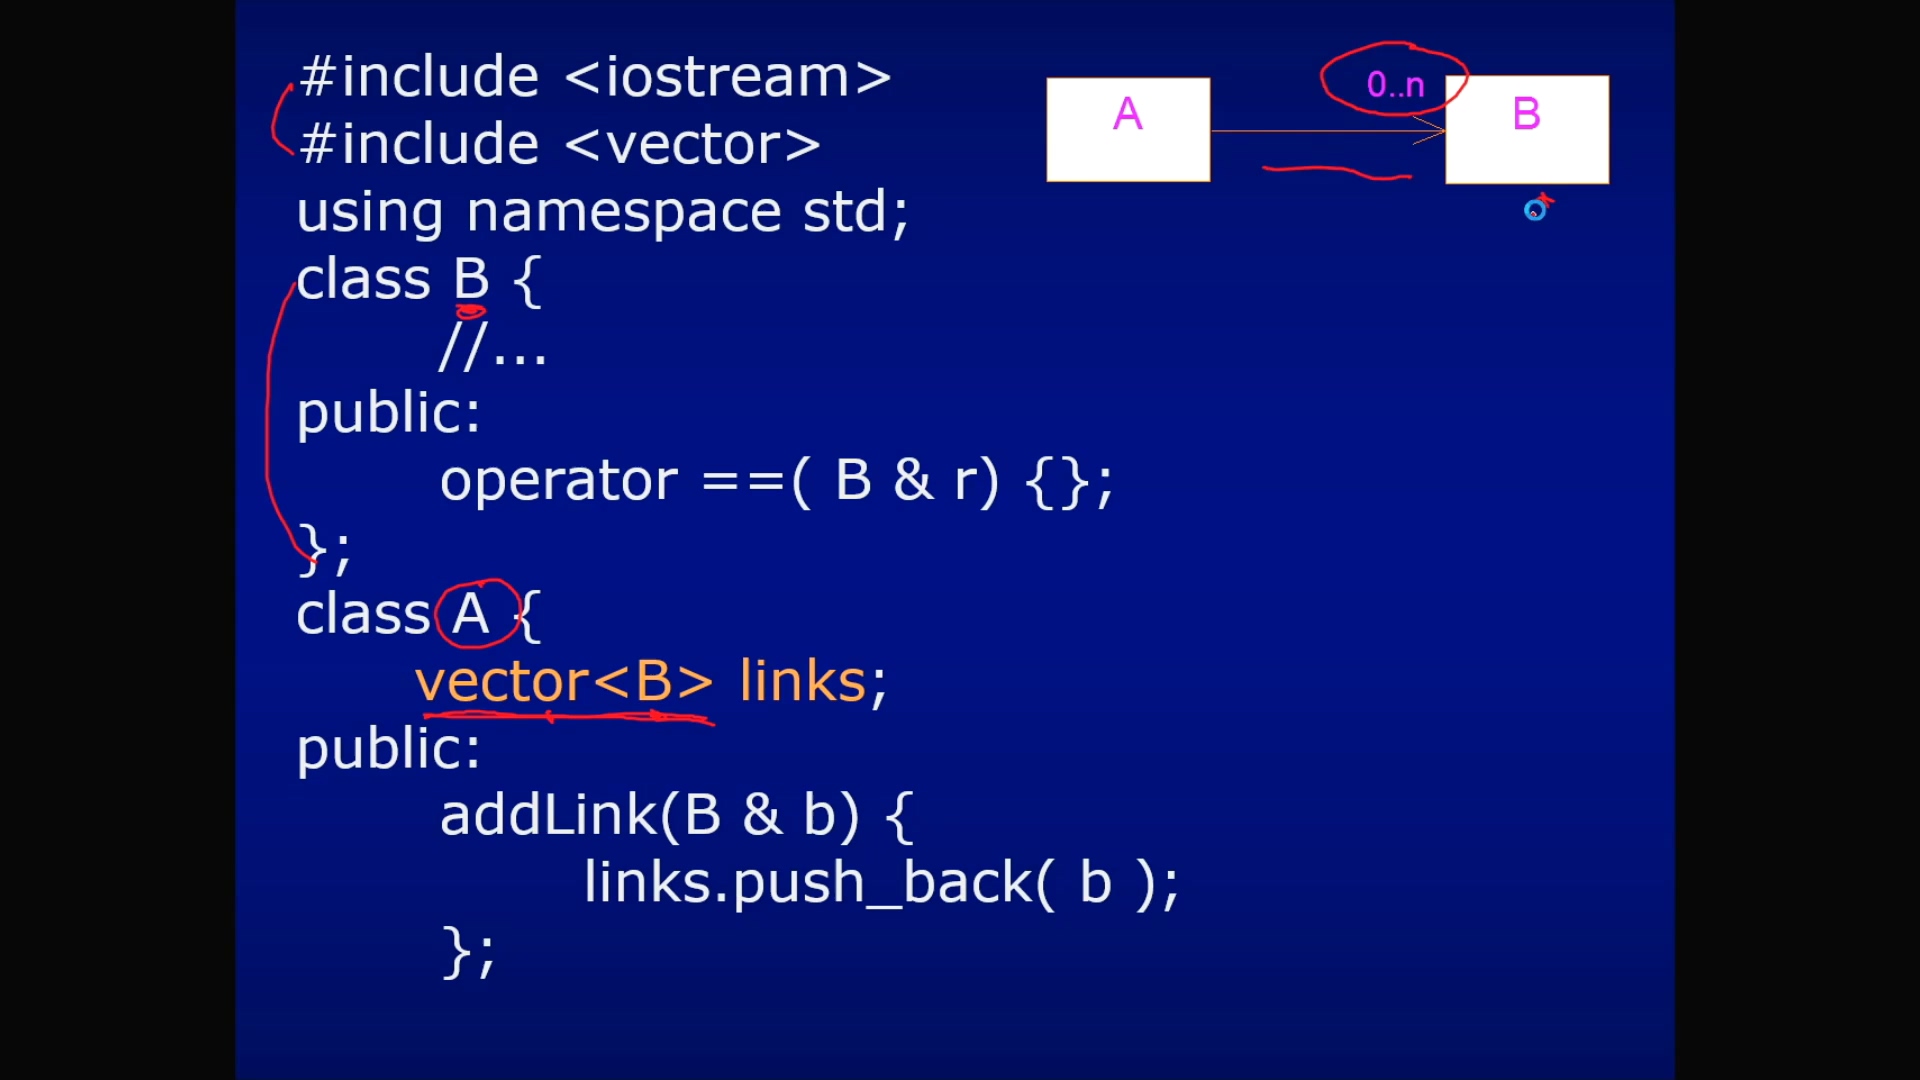 #include <iostream>
#include <vector>
using namespace std;
class B {
//...
public:
operator ==( B & r) {};
};
class A {
vector<B> links;
public:
addLink(B & b) {
links.push_back( b );
};
A
0..n
B